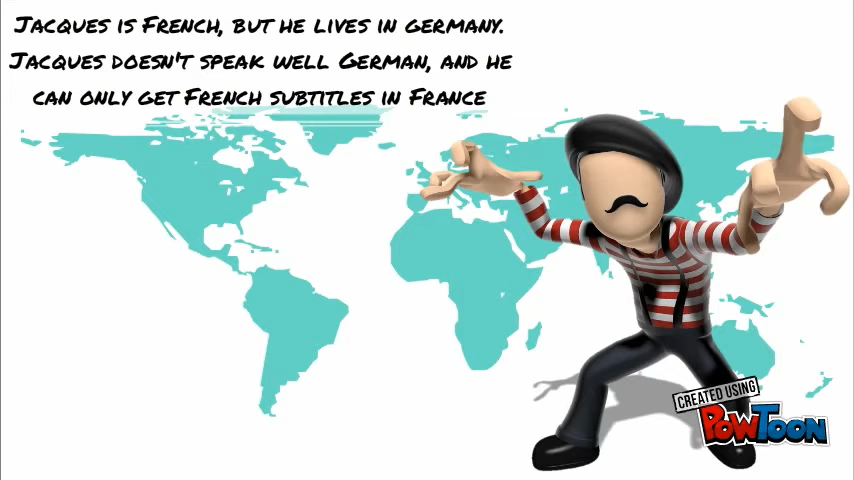 Jacques is French, but he lives in germany.
Jacques doesn't speak well German, and he
can only get French subtitles in France
CREATED USING
POWTOON